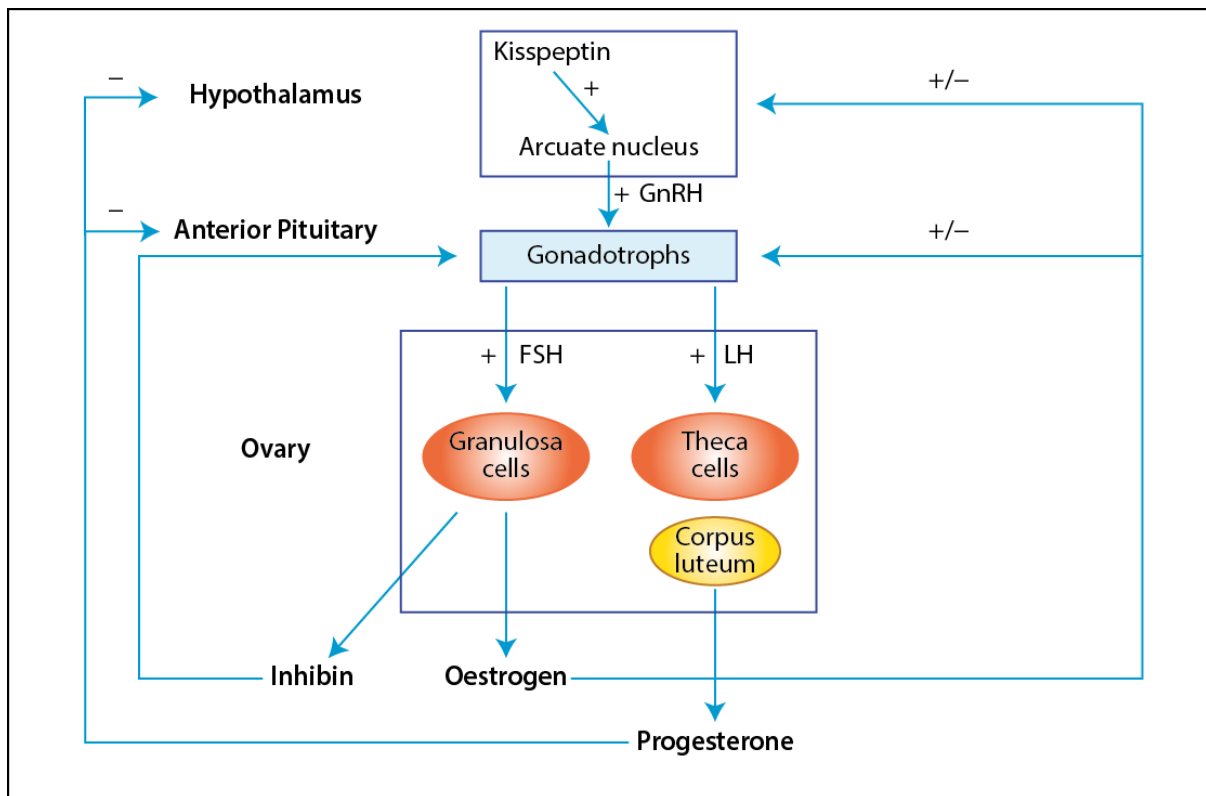 Kisspeptin
–
+/–
Hypothalamus
+
Arcuate nucleus
+ GnRH
–
Anterior Pituitary
+/–
Gonadotrophs
+ FSH
+ LH
Ovary
Granulosa
cells
Theca
cells
Corpus
luteum
Inhibin
Oestrogen
Progesterone